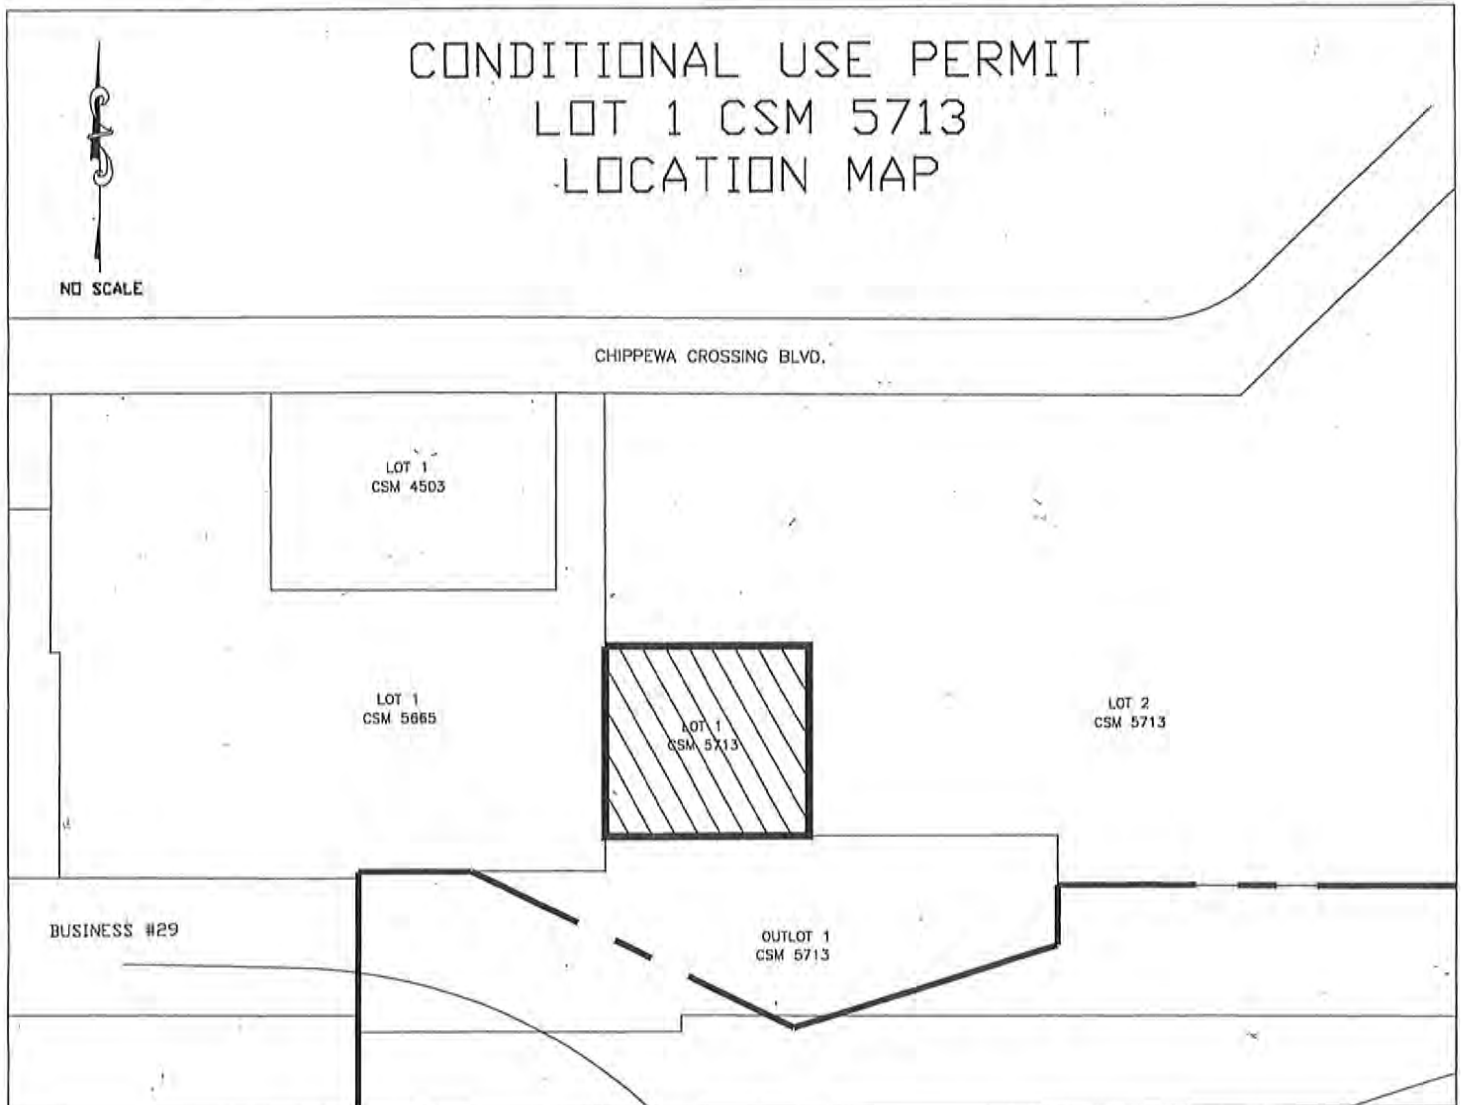 CONDITIONAL USE PERMIT
LOT 1 CSM 5713
LOCATION MAP
NO SCALE
CHIPPEWA CROSSING BLVD.
LOT 1
CSM 4503
LOT 1
CSM 5665
LOT 1
CSM 5713
LOT 2
CSM 5713
BUSINESS #29
OUTLOT 1
CSM 5713